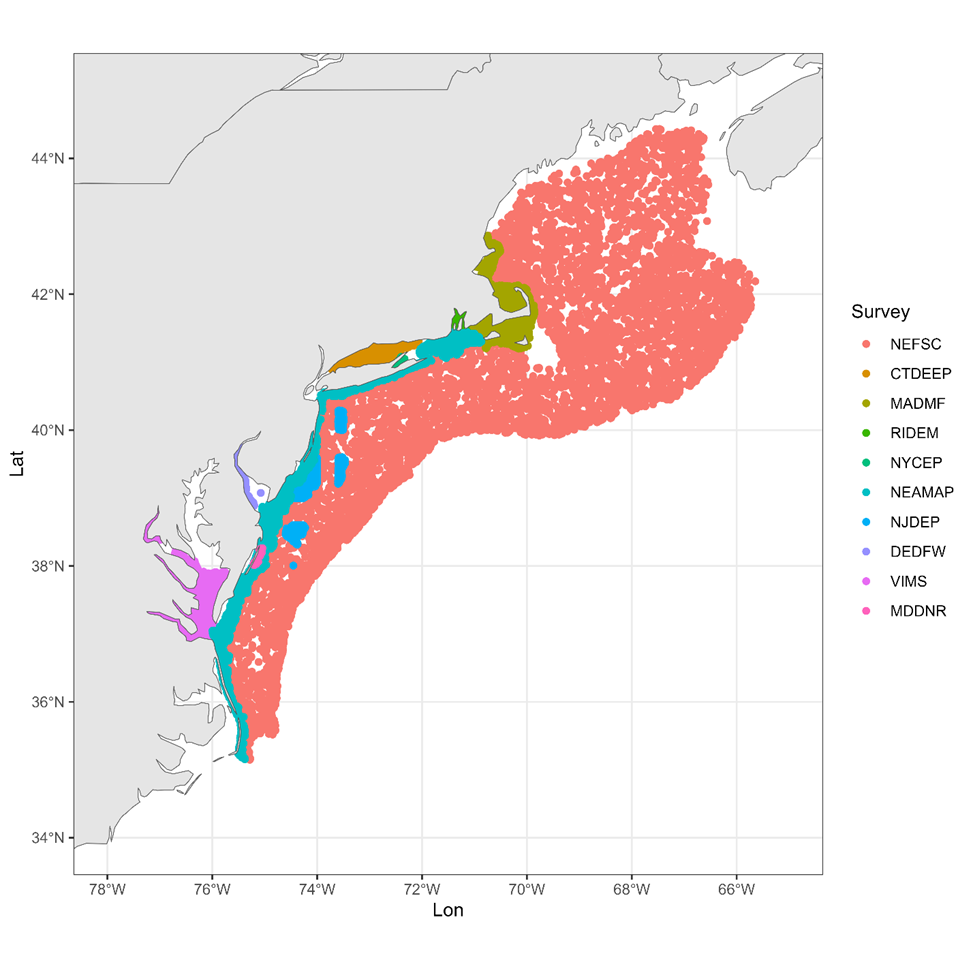 44°N
42°N
40°N
38°N
36°N
34°N
Lat
78°W
76°W
74°W
72°W
70°W
68°W
66°W
Lon
Survey
NEFSC
CTDEEP
MADMF
RIDEM
NYCEP
NEAMAP
NJDEP
DEDFW
VIMS
MDDNR